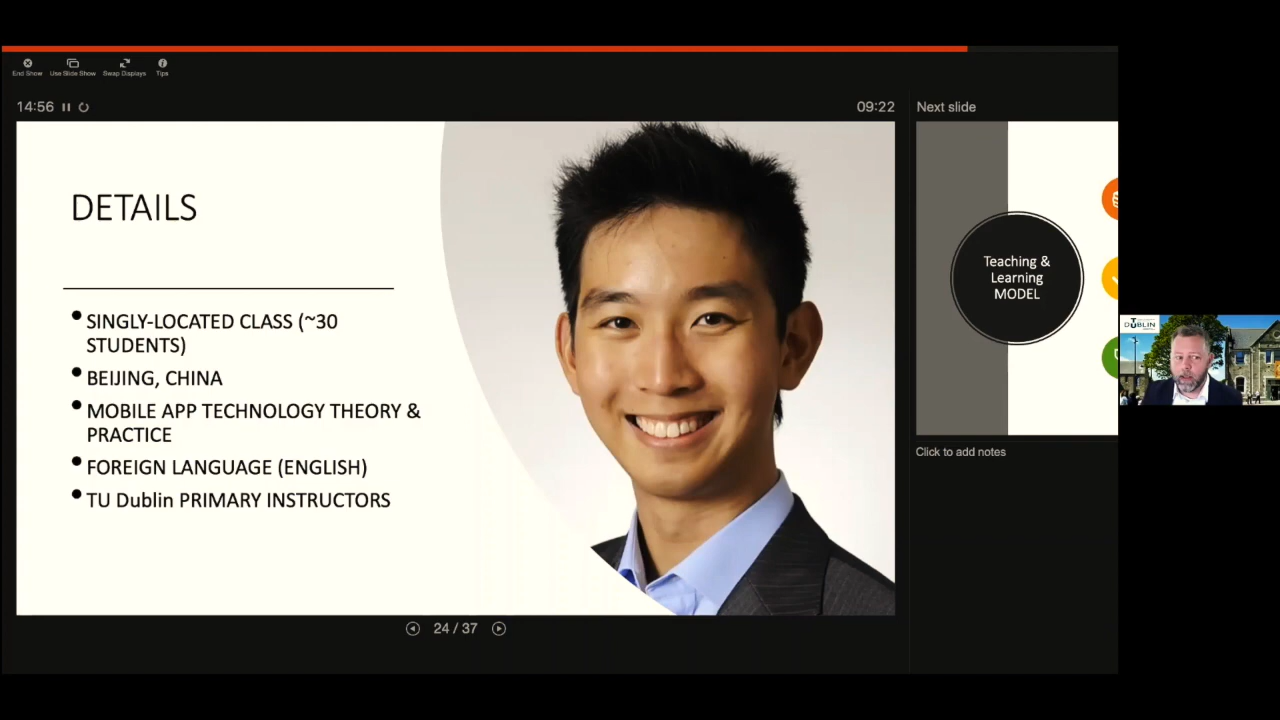 End Show
Use Slide Show
Swap Displays
Tips
14:56
09:22
Next slide
DETAILS
SINGLY-LOCATED CLASS (~30
STUDENTS)
BEIJING, CHINA
MOBILE APP TECHNOLOGY THEORY &
PRACTICE
FOREIGN LANGUAGE (ENGLISH)
TU Dublin PRIMARY INSTRUCTORS
Teaching &
Learning
MODEL
Click to add notes
24 / 37